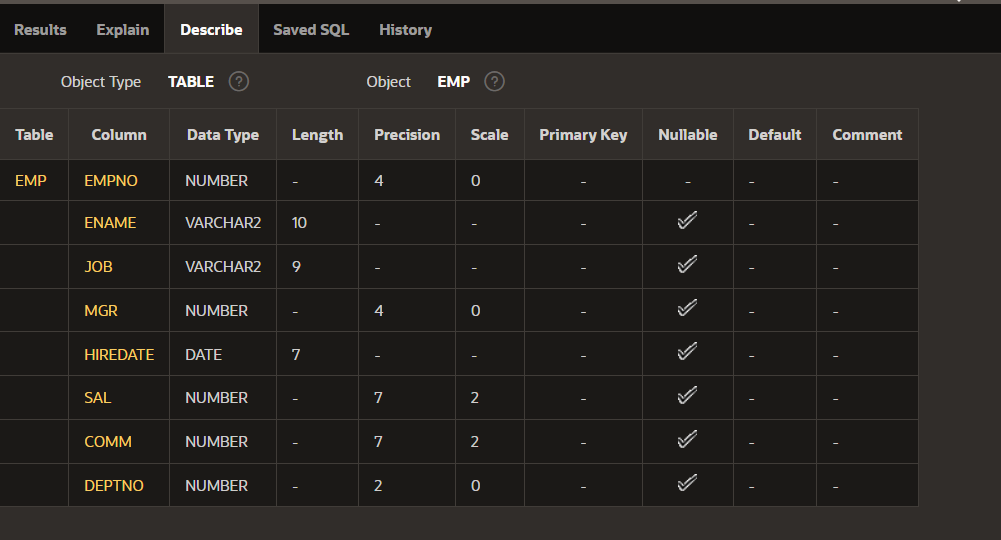 Results Explain Describe Saved SQL History
Object Type TABLE ? Object EMP ?
Table Column Data Type Length Precision Scale Primary Key Nullable Default Comment
EMP EMPNO NUMBER - 4 0 - - - -
ENAME VARCHAR2 10 - - - - -
JOB VARCHAR2 9 - - - - -
MGR NUMBER - 4 0 - - -
HIREDATE DATE 7 - - - - -
SAL NUMBER - 7 2 - - -
COMM NUMBER - 7 2 - - -
DEPTNO NUMBER - 2 0 - - -